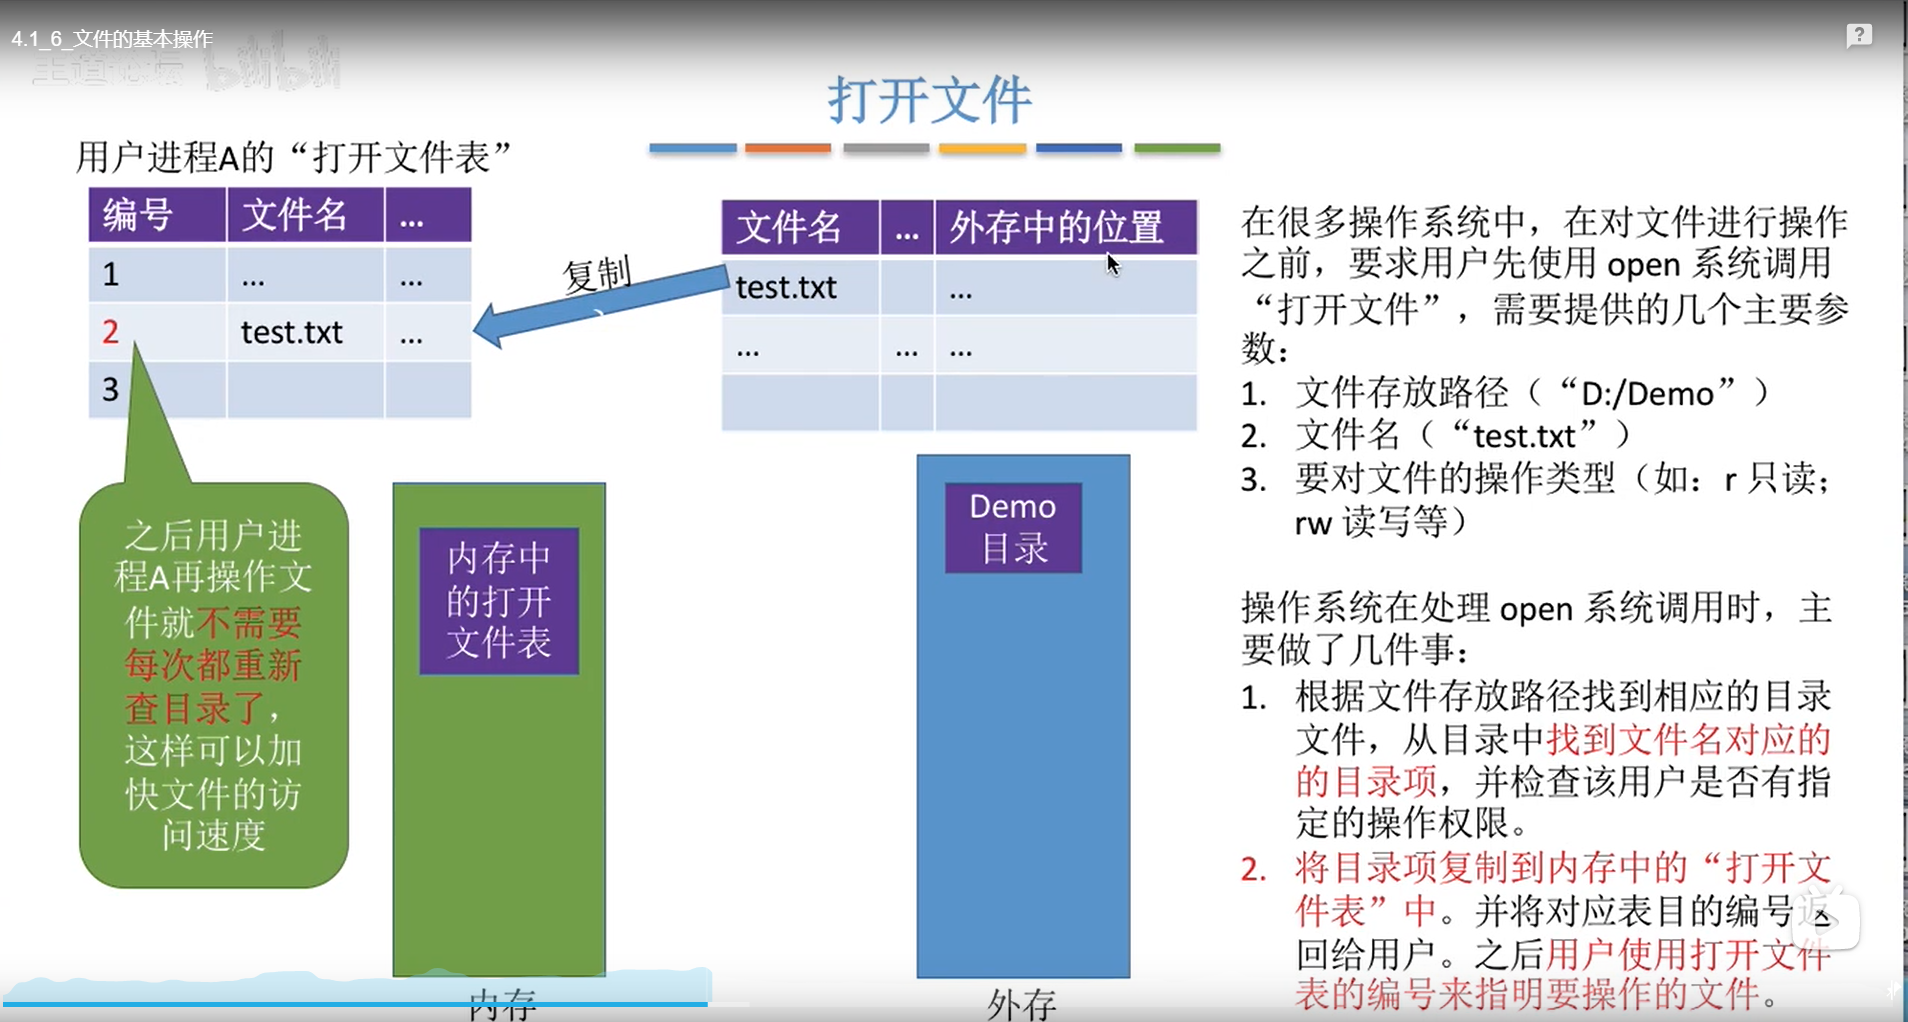 4.1_6_文件的基本操作
王道论坛 bilibili
打开文件
用户进程A的“打开文件表”
编号 文件名 ...
1 ... ...
2 test.txt ...
3
复制
文件名 ... 外存中的位置
test.txt ...
... ... ...
之后用户进
程A再操作文
件就不需要
每次都重新
查目录了，
这样可以加
快文件的访
问速度
内存中
的打开
文件表
内存
Demo
目录
外存
在很多操作系统中，在对文件进行操作
之前，要求用户先使用 open 系统调用
“打开文件”，需要提供的几个主要参
数：
1. 文件存放路径（“D:/Demo”）
2. 文件名（“test.txt”）
3. 要对文件的操作类型（如：r 只读；
rw 读写等）
操作系统在处理 open 系统调用时，主
要做了几件事：
1. 根据文件存放路径找到相应的目录
文件，从目录中找到文件名对应的
的目录项，并检查该用户是否有指
定的操作权限。
2. 将目录项复制到内存中的“打开文
件表”中。并将对应表目的编号返
回给用户。之后用户使用打开文件
表的编号来指明要操作的文件。